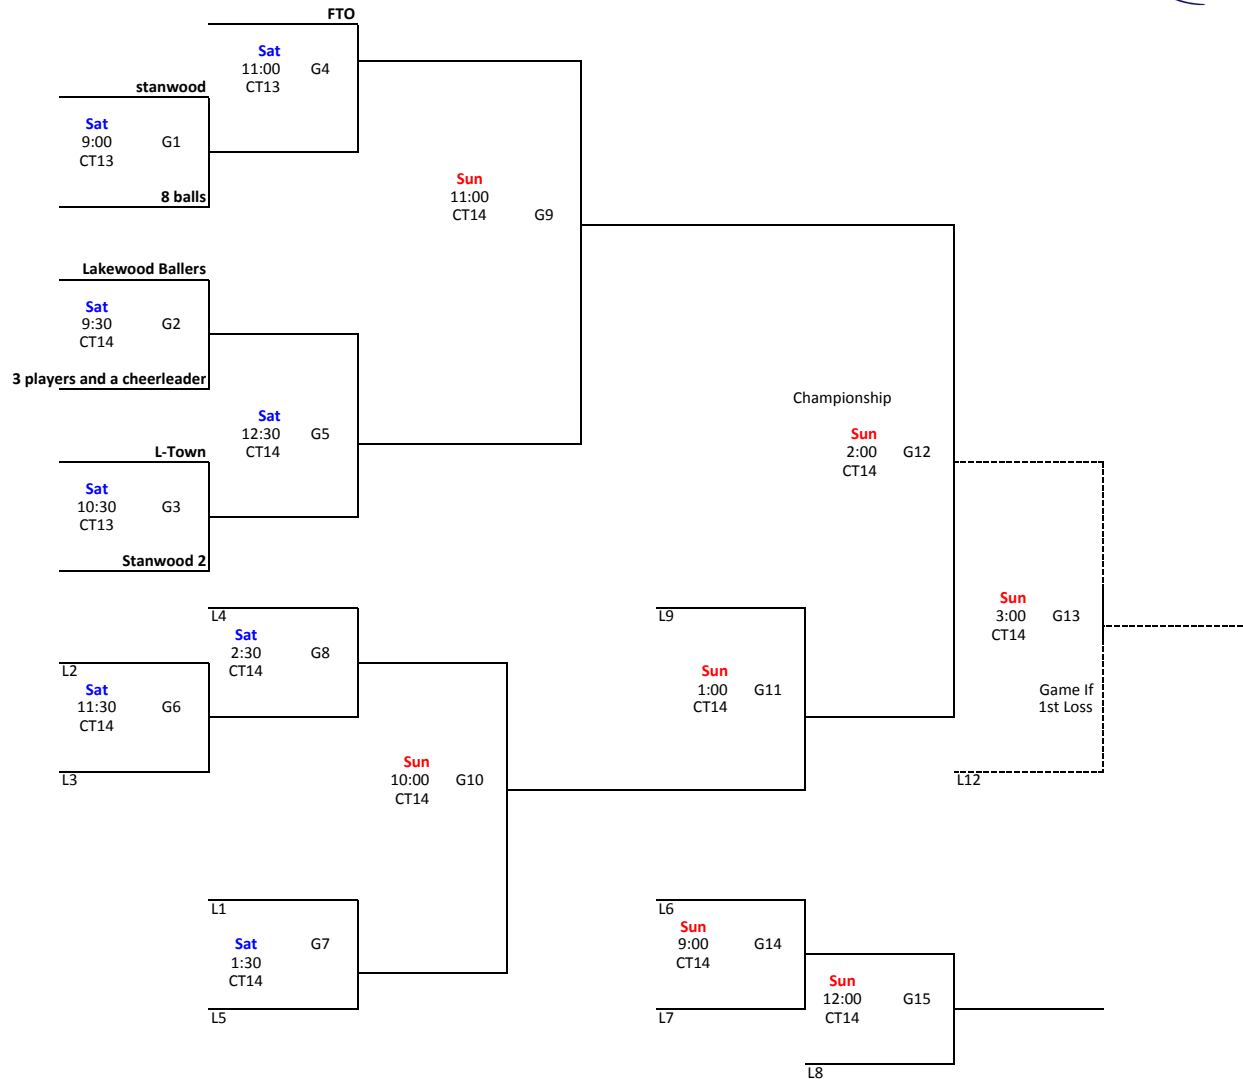 FTO
Sat
11:00 G4
CT13
stanwood
Sat
9:00 G1
CT13
8 balls
Sun
11:00
CT14 G9
Lakewood Ballers
Sat
9:30 G2
CT14
3 players and a cheerleader
Sat
12:30 G5
CT14
L-Town
Sat
10:30 G3
CT13
Stanwood 2
Championship
Sun
2:00 G12
CT14
L4
Sat
2:30 G8
CT14
L2
Sat
11:30 G6
CT14
L3
L9
Sun
1:00 G11
CT14
Sun
3:00 G13
CT14
Game If
1st Loss
L12
Sun
10:00 G10
CT14
L1
Sat G7
1:30
CT14
L5
L6
Sun
9:00 G14
CT14
L7
Sun
12:00 G15
CT14
L8